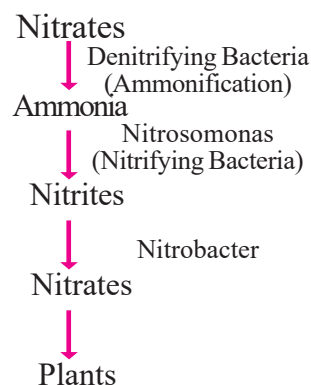 Nitrates
Denitrifying Bacteria
(Ammonification)
Ammonia
Nitrosomonas
(Nitrifying Bacteria)
Nitrites
Nitrobacter
Nitrates
Plants